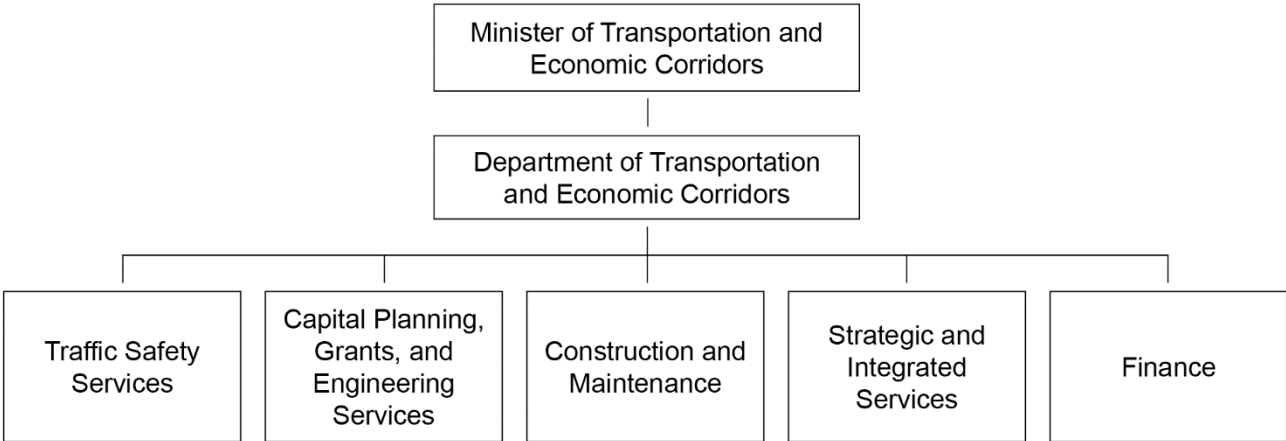 Minister of Transportation and
Economic Corridors
Department of Transportation
and Economic Corridors
Traffic Safety
Services
Capital Planning,
Grants, and
Engineering
Services
Construction and
Maintenance
Strategic and
Integrated
Services
Finance